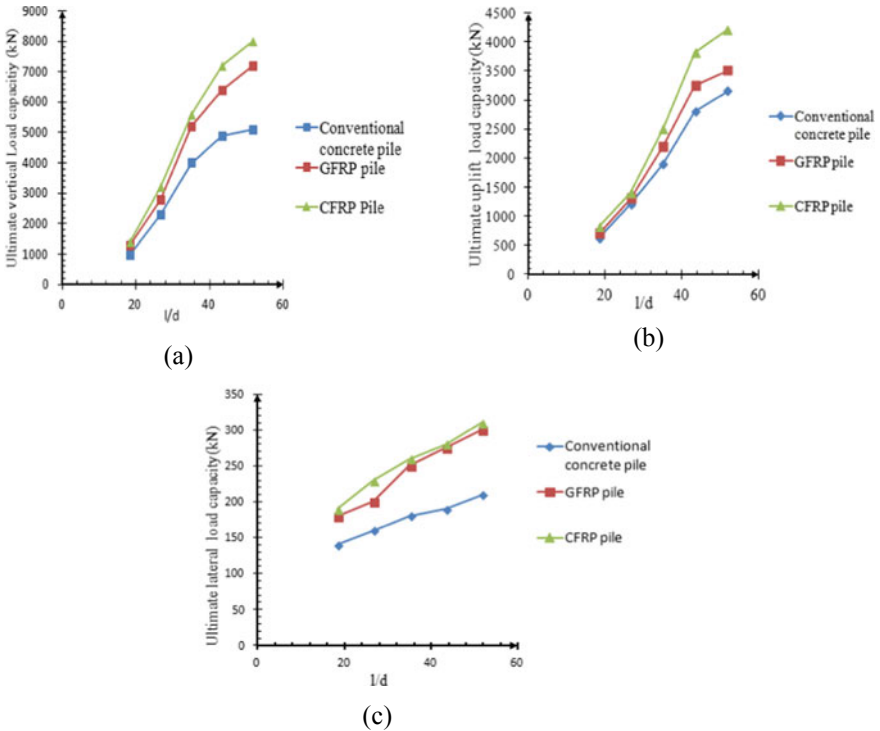 Ultimate vertical Load capacitiy (kN)
9000
8000
7000
6000
5000
4000
3000
2000
1000
0
0
20
40
60
l/d
Conventional
concrete pile
GFRP pile
CFRP Pile
(a)
Ultimate uplift load capacity(kN)
4500
4000
3500
3000
2500
2000
1500
1000
500
0
0
20
40
60
l/d
Conventional
concrete pile
GFRP pile
CFRP pile
(b)
Ultimate lateral load capacity(kN)
350
300
250
200
150
100
50
0
0
20
40
60
l/d
Conventional
concrete pile
GFRP pile
CFRP pile
(c)